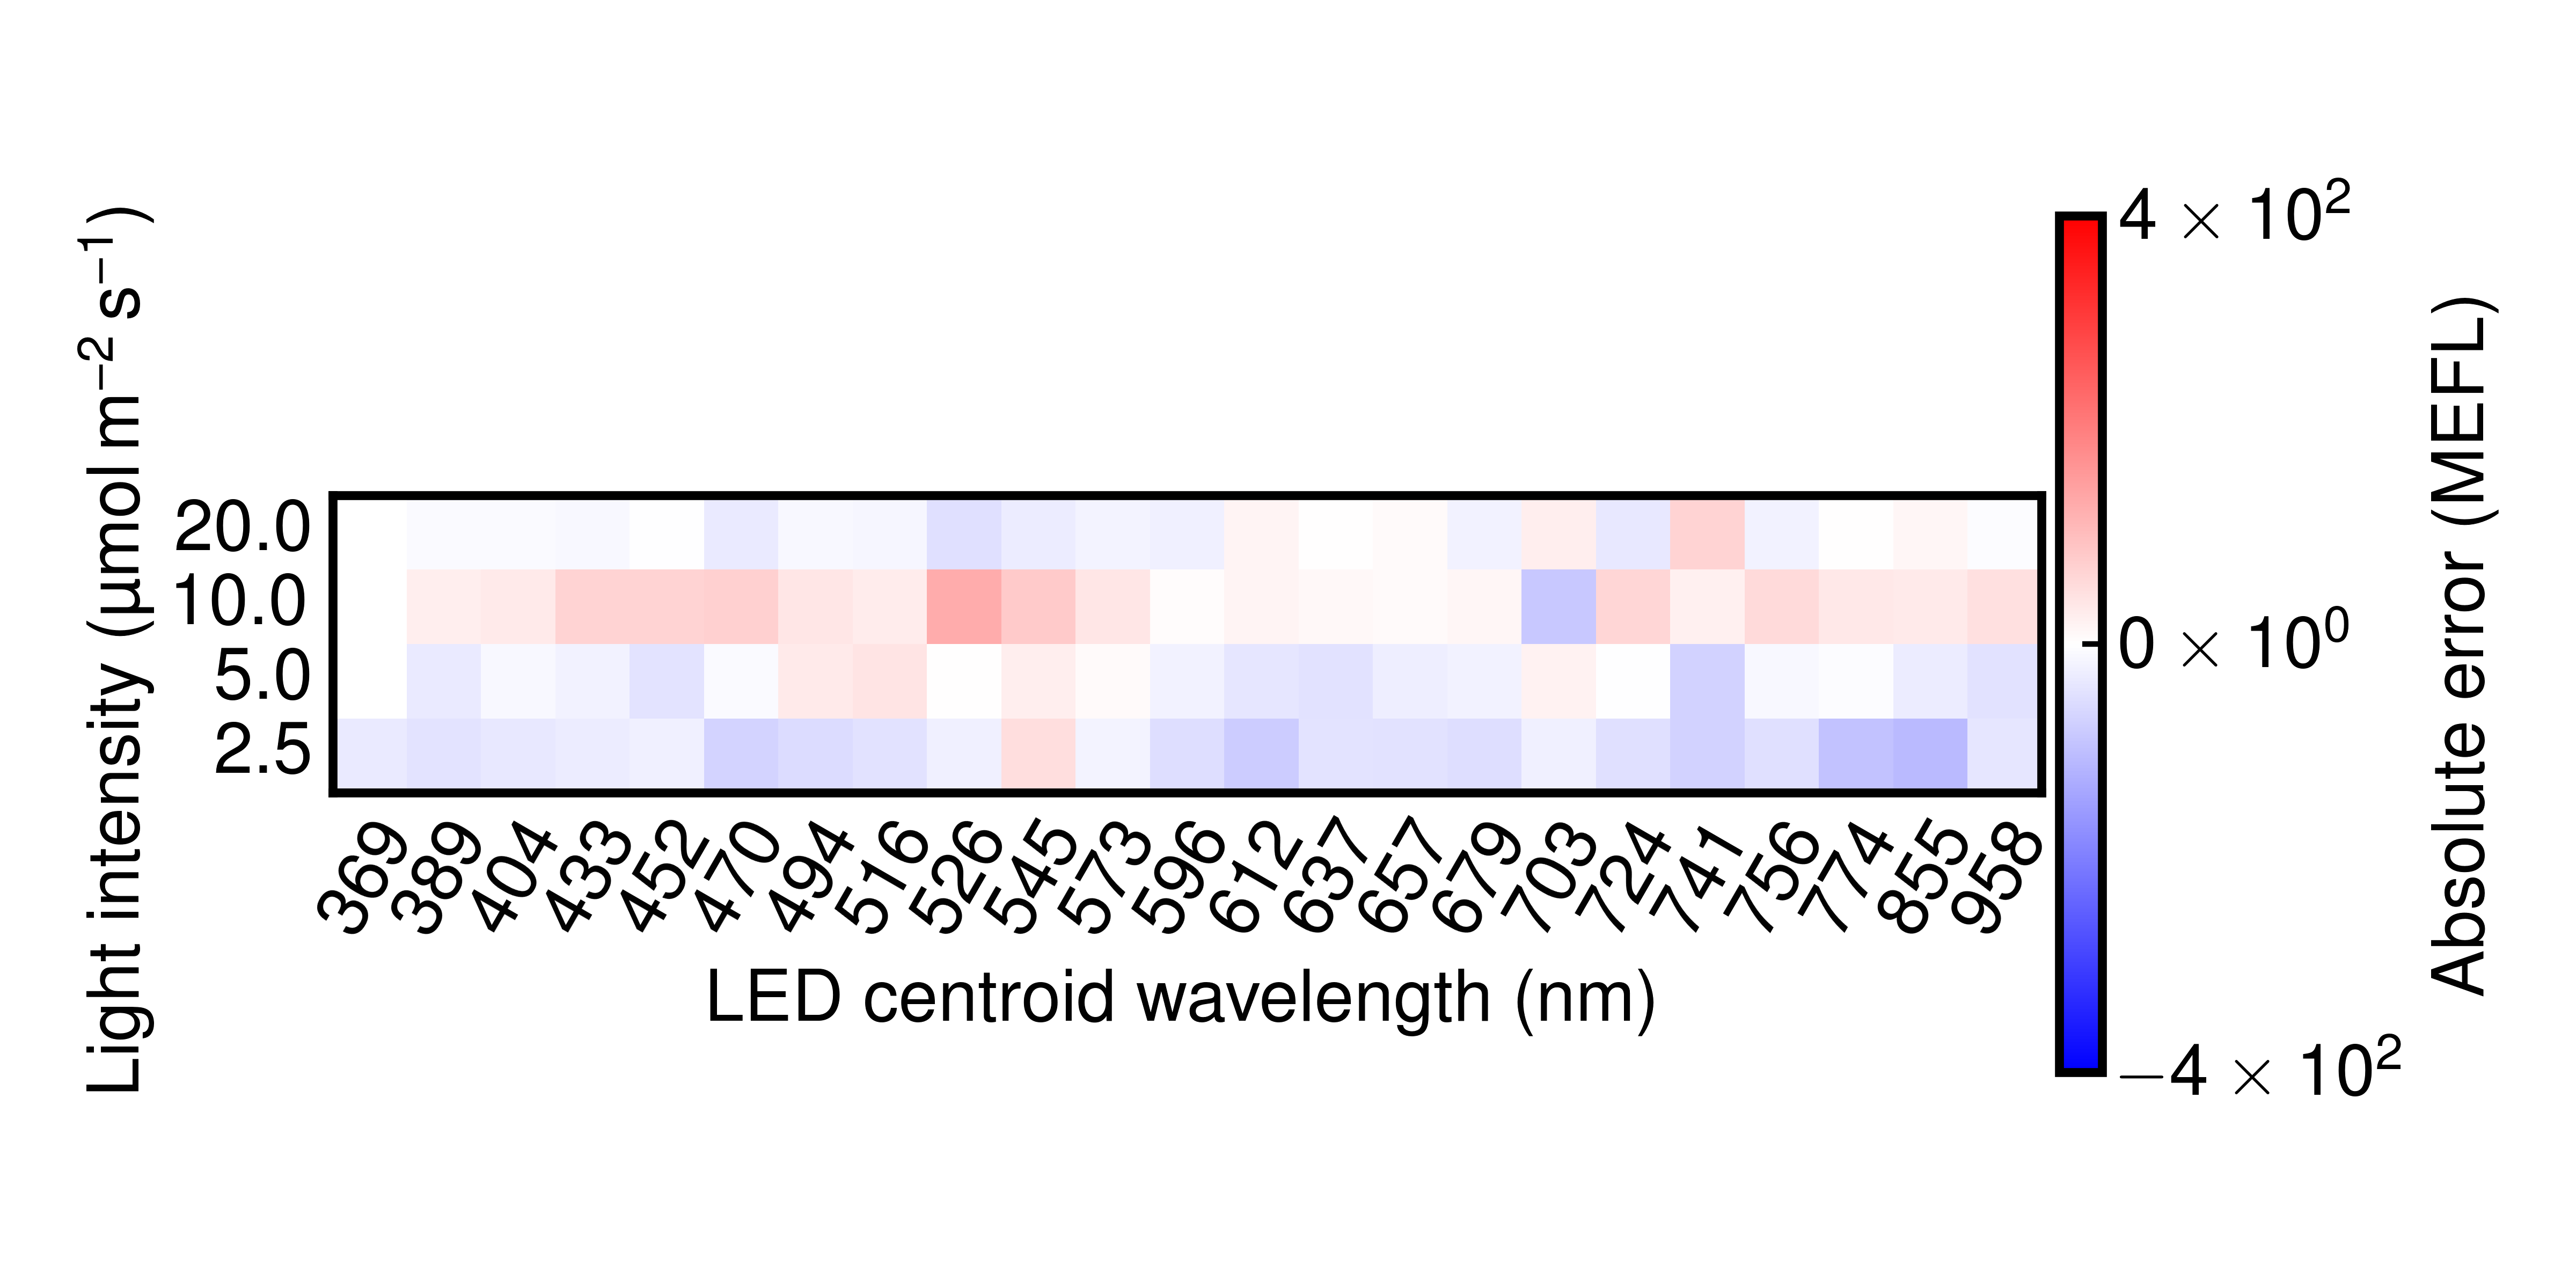 Light intensity (µmol m⁻² s⁻¹)
20.0
10.0
5.0
2.5
369 389 404 433 452 470 494 516 526 545 573 596 612 637 657 679 703 724 741 756 774 855 958
LED centroid wavelength (nm)
4 × 10²
0 × 10⁰
−4 × 10²
Absolute error (MEFL)